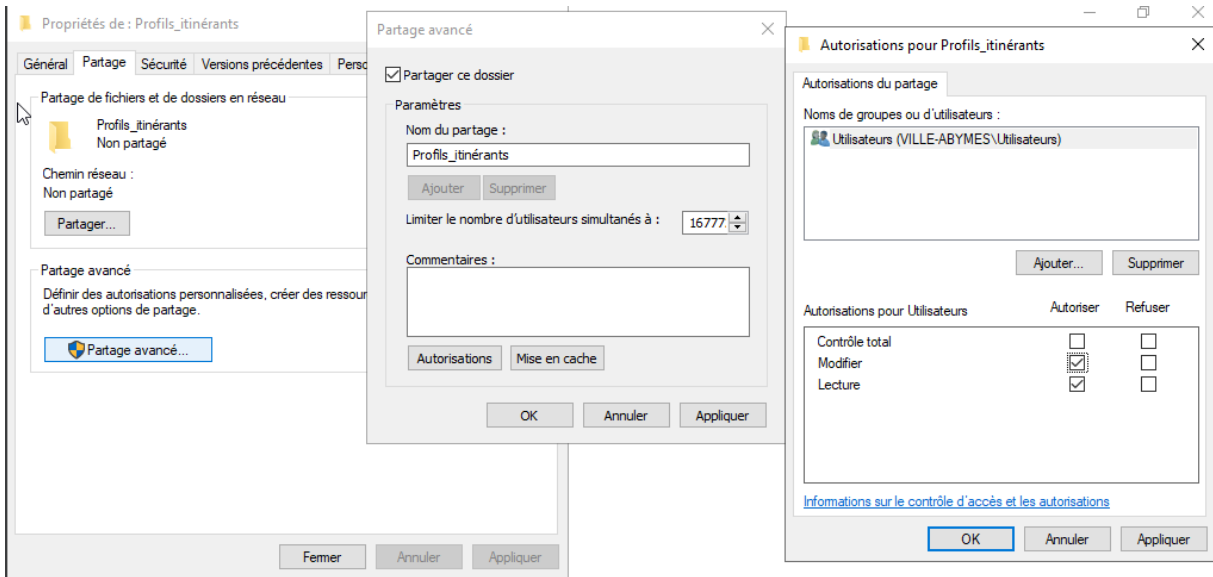 Propriétés de : Profils_itinérants
Général Partage Sécurité Versions précédentes
Partage de fichiers et de dossiers en réseau
Profils_itinérants
Non partagé
Chemin réseau :
Non partagé
Partager...
Partage avancé
Définir des autorisations personnalisées, créer des
d'autres options de partage.
Partage avancé...
Fermer Annuler Appliquer
Partage avancé
Partager ce dossier
Paramètres
Nom du partage :
Profils_itinérants
Ajouter Supprimer
Limiter le nombre d'utilisateurs simultanés à : 16777
Commentaires :
Autorisations Mise en cache
OK Annuler Appliquer
Autorisations pour Profils_itinérants
Autorisations du partage
Noms de groupes ou d'utilisateurs :
Utilisateurs (VILLE-ABYMES\Utilisateurs)
Ajouter... Supprimer
Autorisations pour Utilisateurs Autoriser Refuser
Contrôle total
Modifier
Lecture
Informations sur le contrôle d'accès et les autorisations
OK Annuler Appliquer